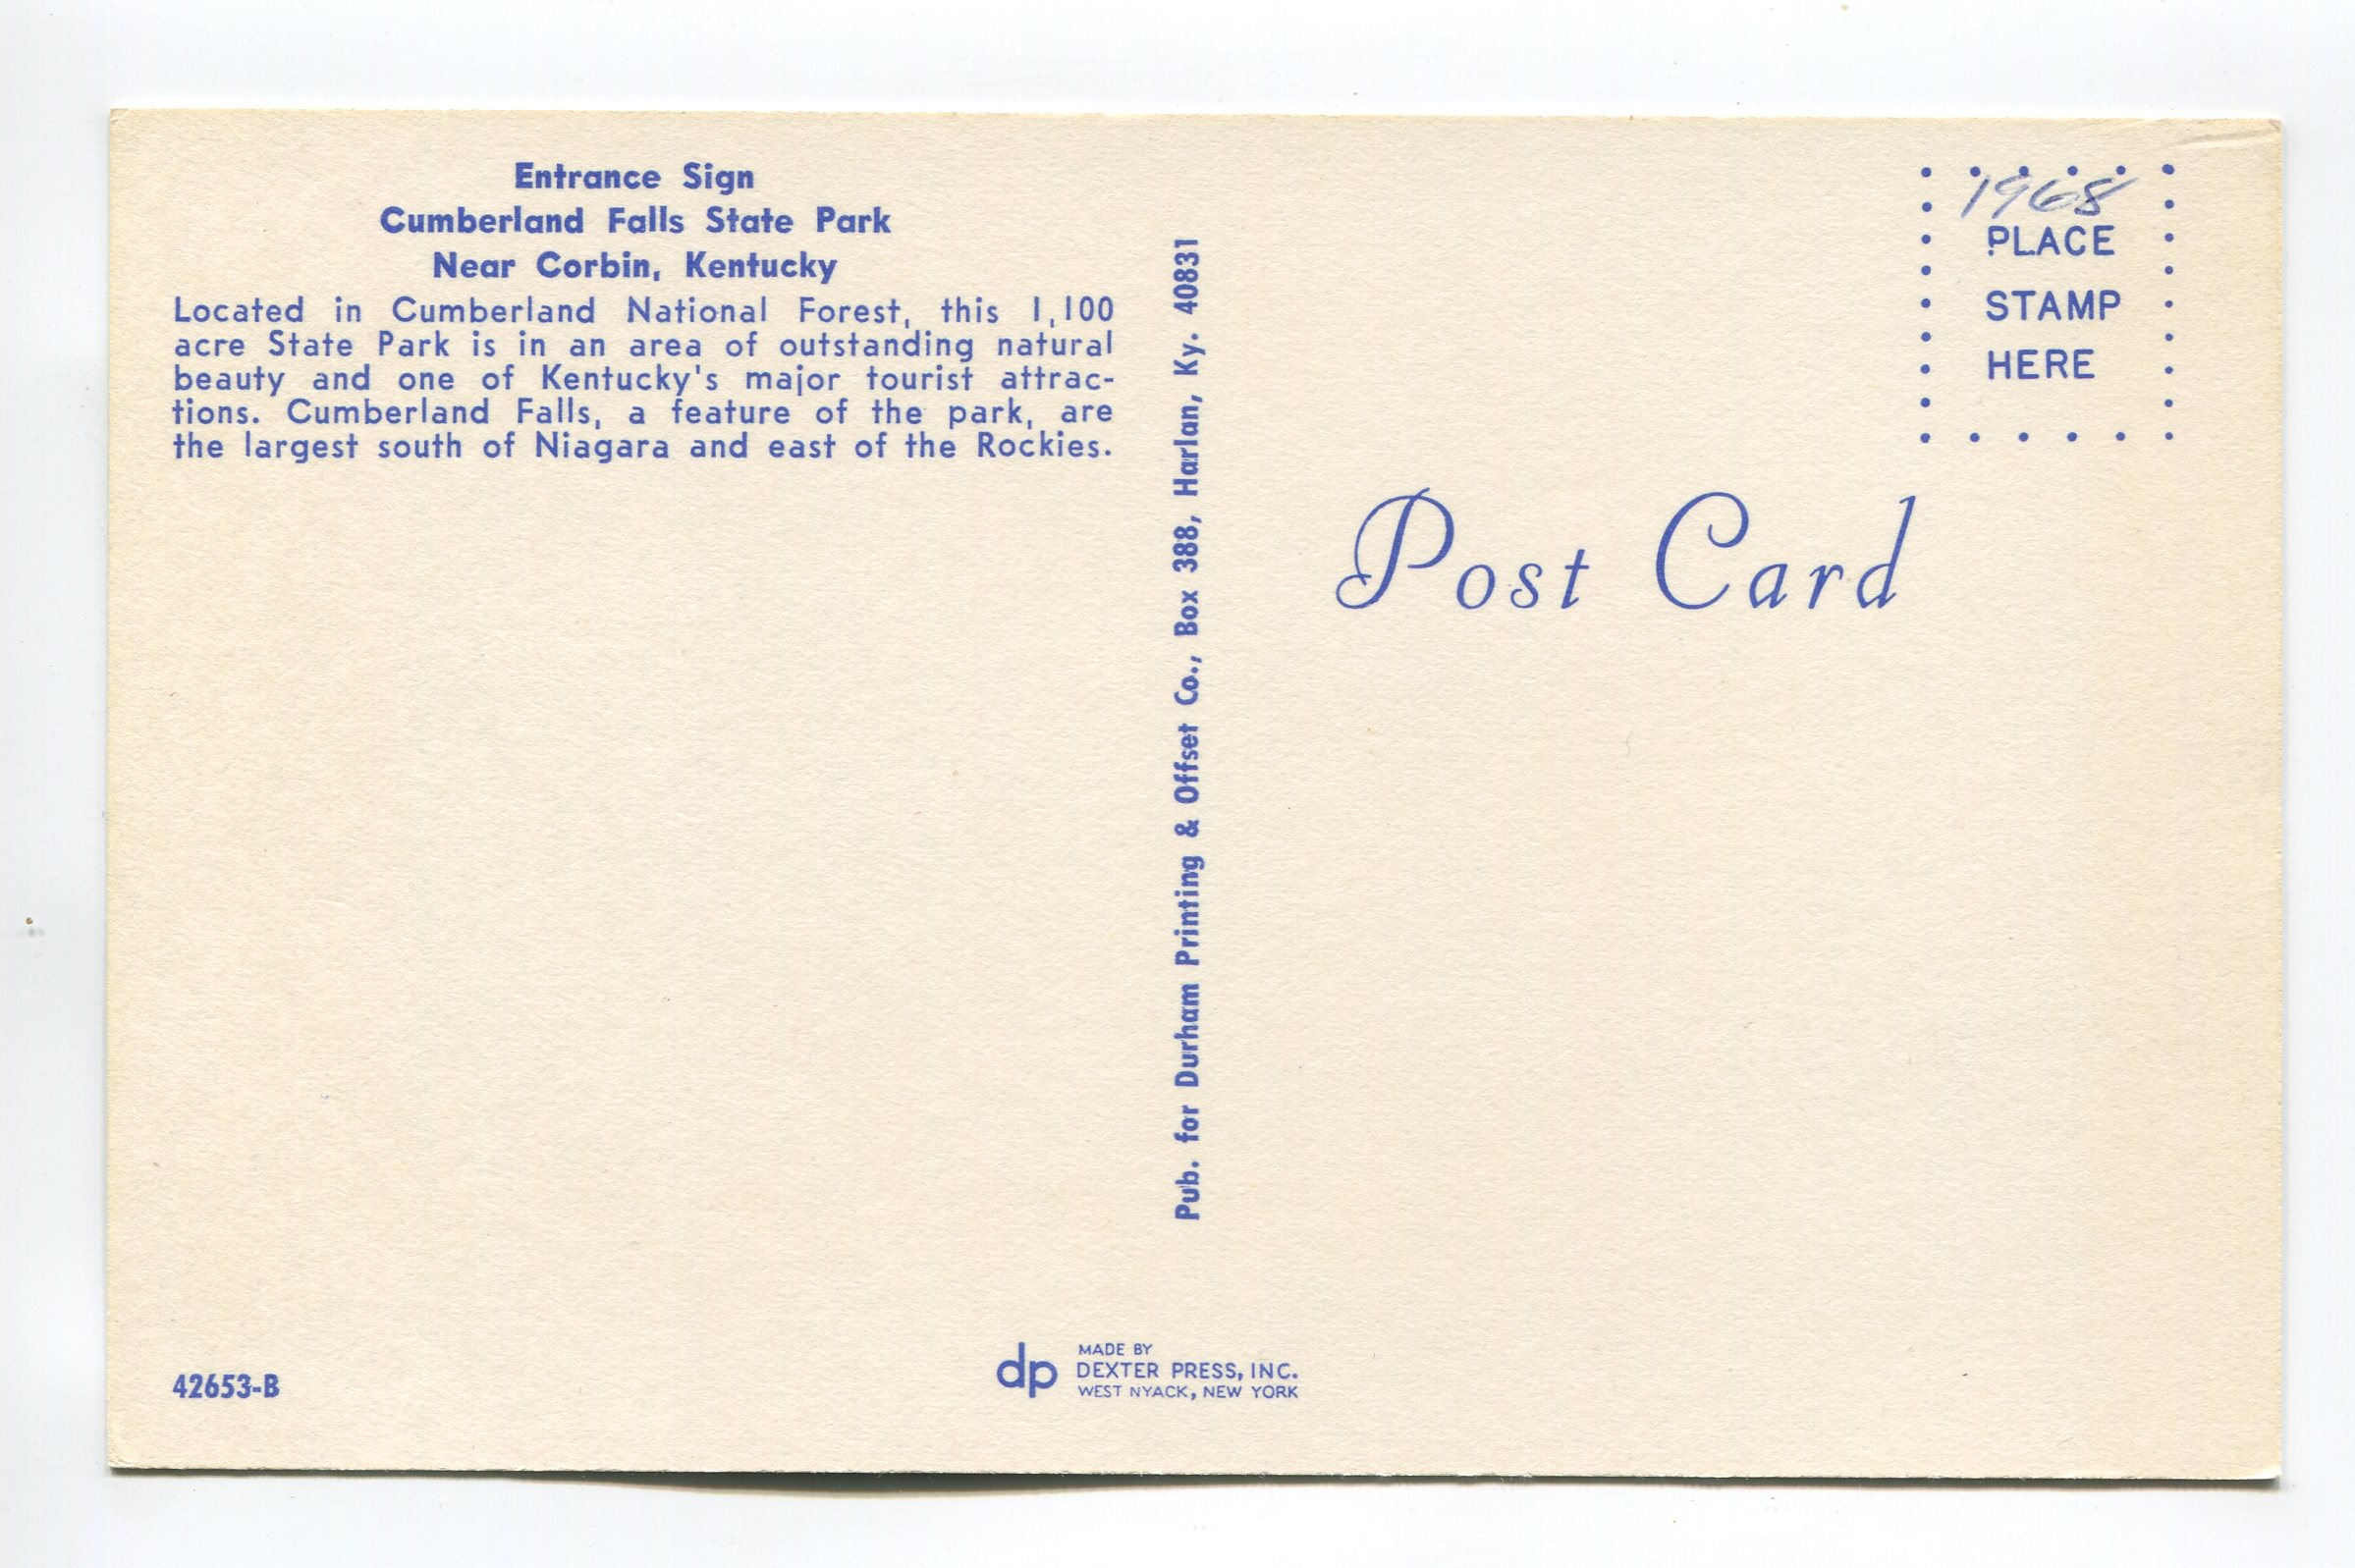 Entrance Sign
Cumberland Falls State Park
Near Corbin, Kentucky
Located in Cumberland National Forest, this 1,100
acre State Park is in an area of outstanding natural
beauty and one of Kentucky's major tourist attrac-
tions. Cumberland Falls, a feature of the park, are
the largest south of Niagara and east of the Rockies.
42653-B
Pub. for Durham Printing & Offset Co., Box 388, Harlan, Ky. 40831
dp
MADE BY
DEXTER PRESS, INC.
WEST NYACK, NEW YORK
1968
PLACE
STAMP
HERE
Post Card